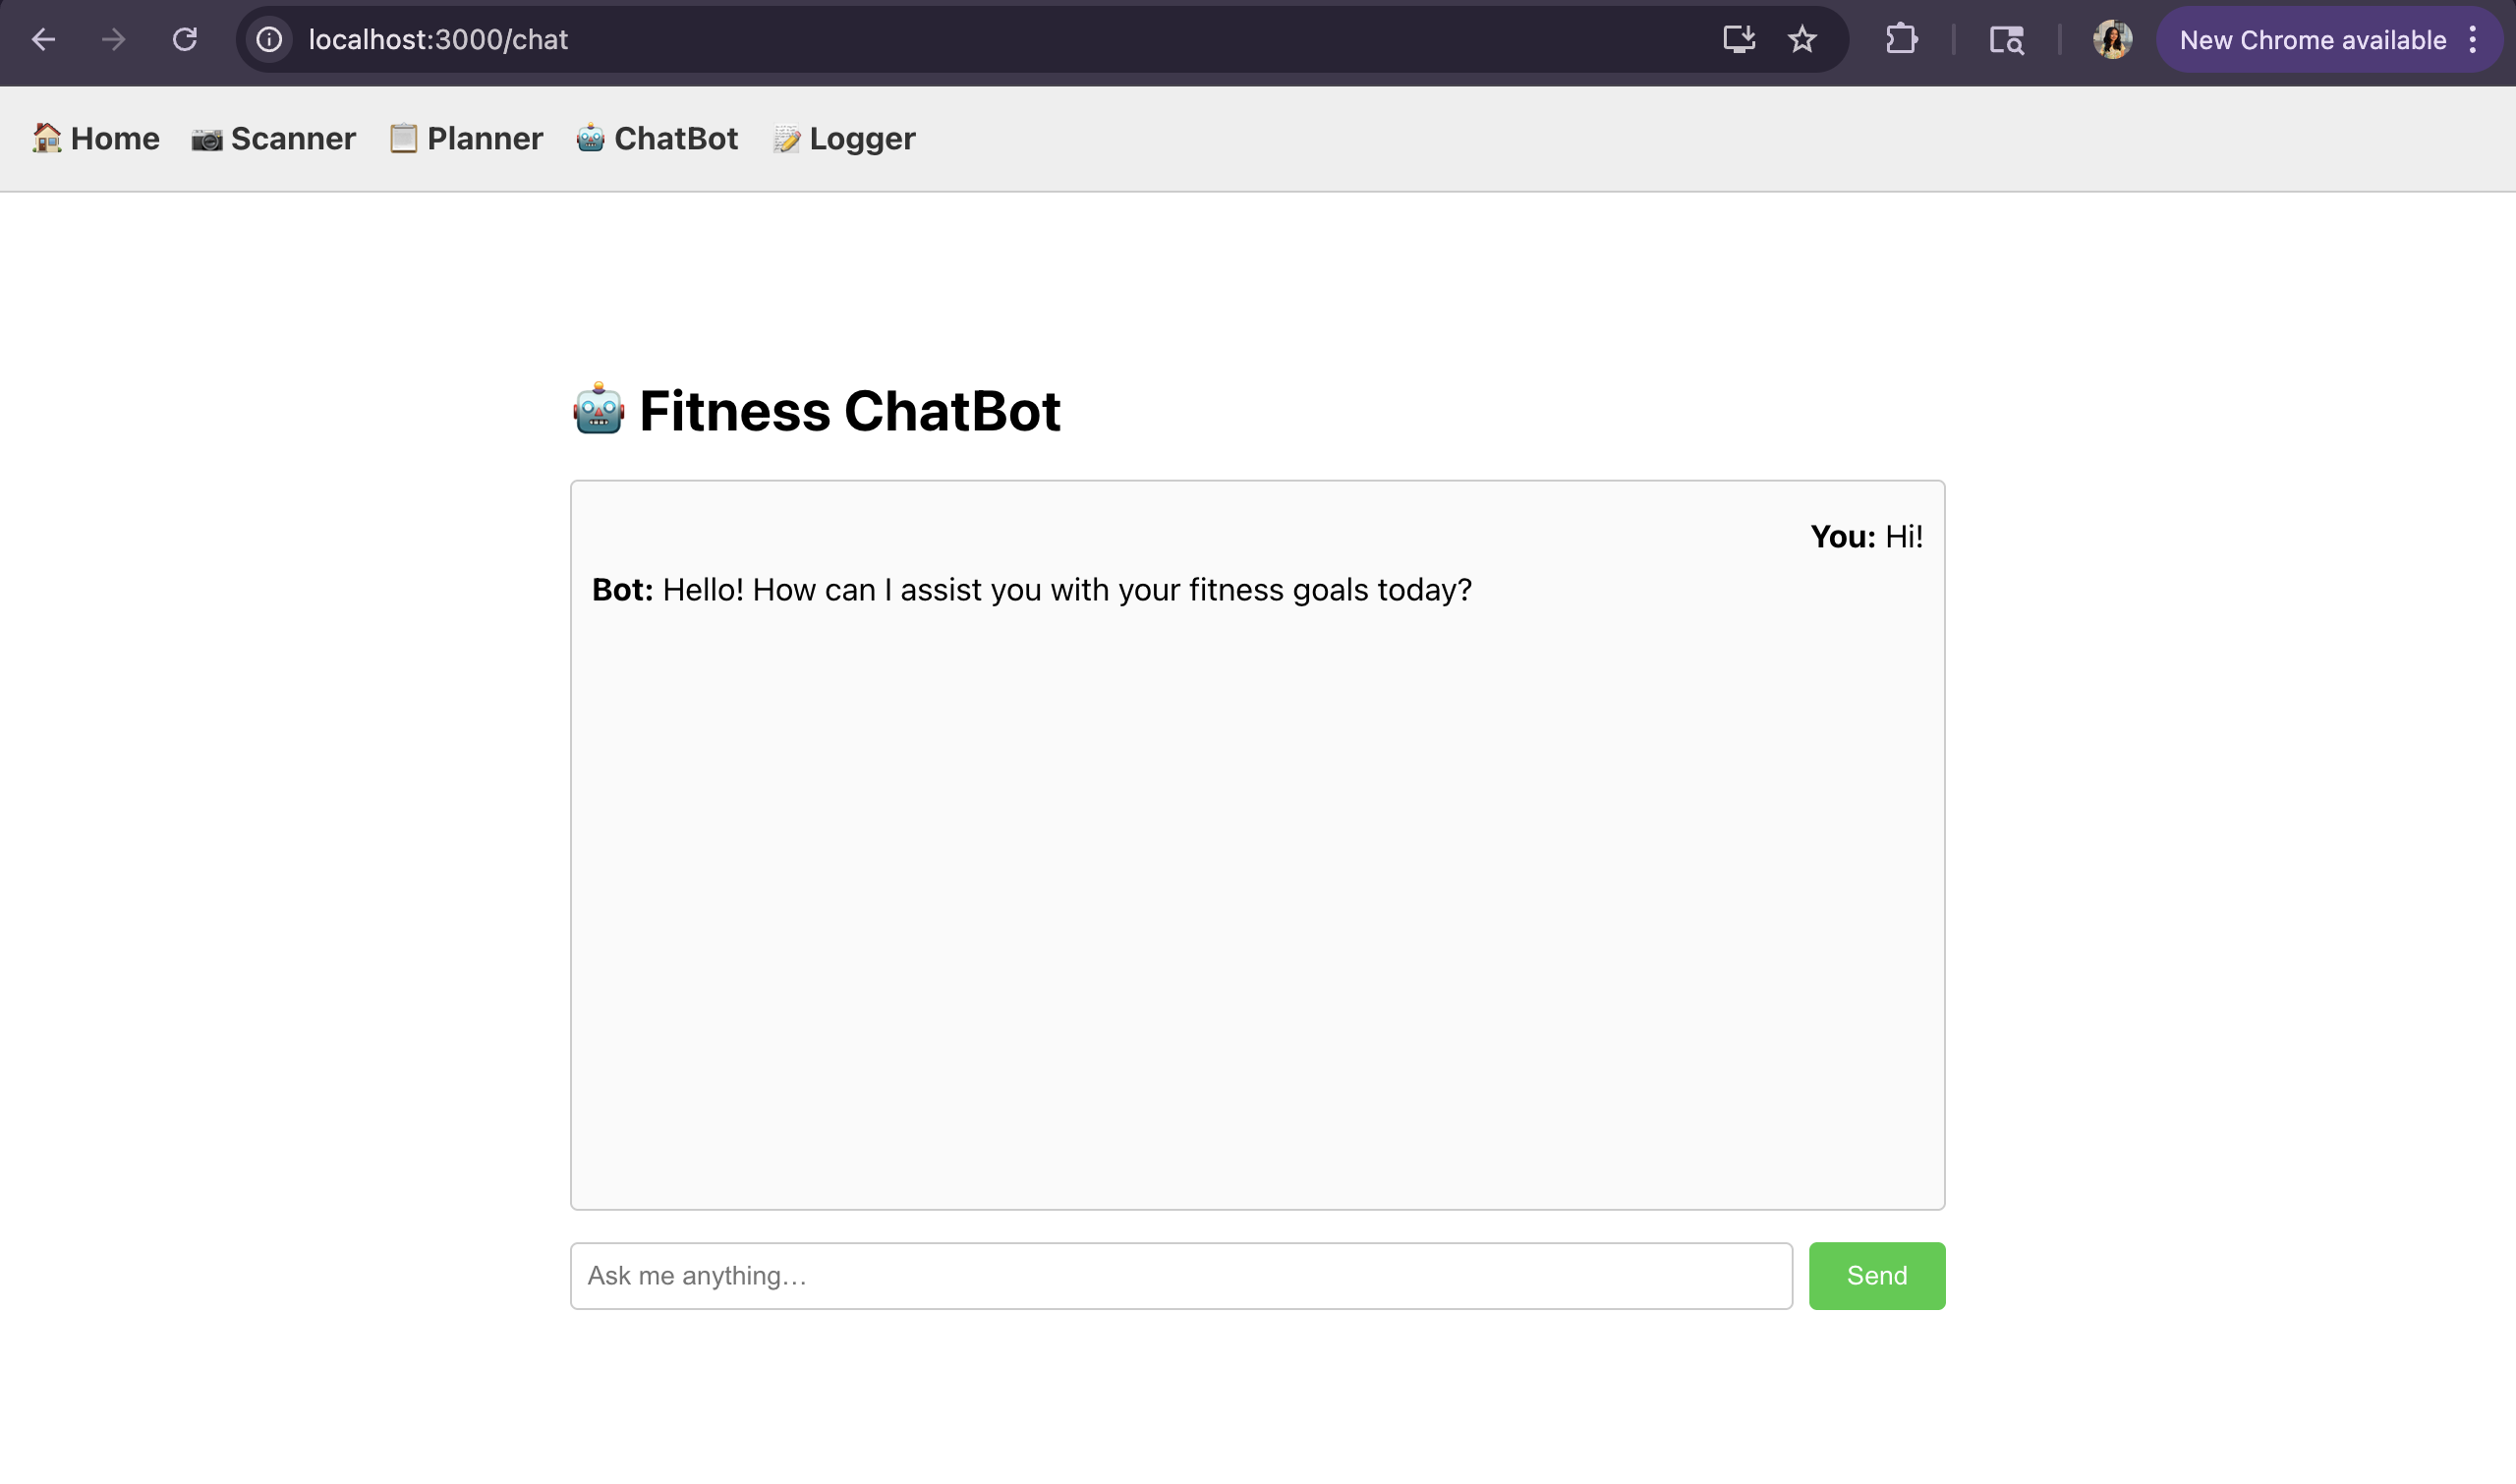 localhost:3000/chat
New Chrome available
Home Scanner Planner ChatBot Logger
Fitness ChatBot
You: Hi!
Bot: Hello! How can I assist you with your fitness goals today?
Ask me anything...
Send